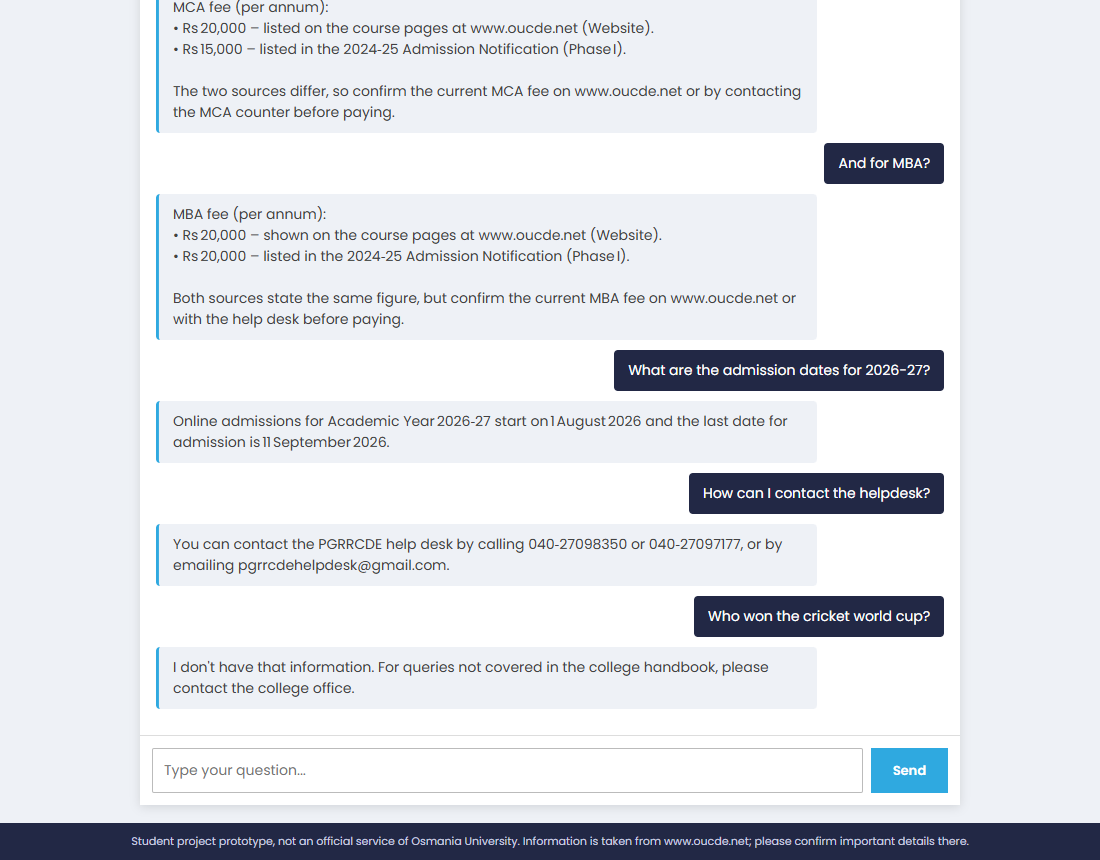 MCA fee (per annum):
• Rs 20,000 – listed on the course pages at www.oucde.net (Website).
• Rs 15,000 – listed in the 2024-25 Admission Notification (Phase I).
The two sources differ, so confirm the current MCA fee on www.oucde.net or by contacting
the MCA counter before paying.
And for MBA?
MBA fee (per annum):
• Rs 20,000 – shown on the course pages at www.oucde.net (Website).
• Rs 20,000 – listed in the 2024-25 Admission Notification (Phase I).
Both sources state the same figure, but confirm the current MBA fee on www.oucde.net or
with the help desk before paying.
What are the admission dates for 2026-27?
Online admissions for Academic Year 2026-27 start on 1 August 2026 and the last date for
admission is 11 September 2026.
How can I contact the helpdesk?
You can contact the PGRRCDE help desk by calling 040-27098350 or 040-27097177, or by
emailing pgrrcdehelpdesk@gmail.com.
Who won the cricket world cup?
I don't have that information. For queries not covered in the college handbook, please
contact the college office.
Type your question...
Send
Student project prototype, not an official service of Osmania University. Information is taken from www.oucde.net; please confirm important details there.